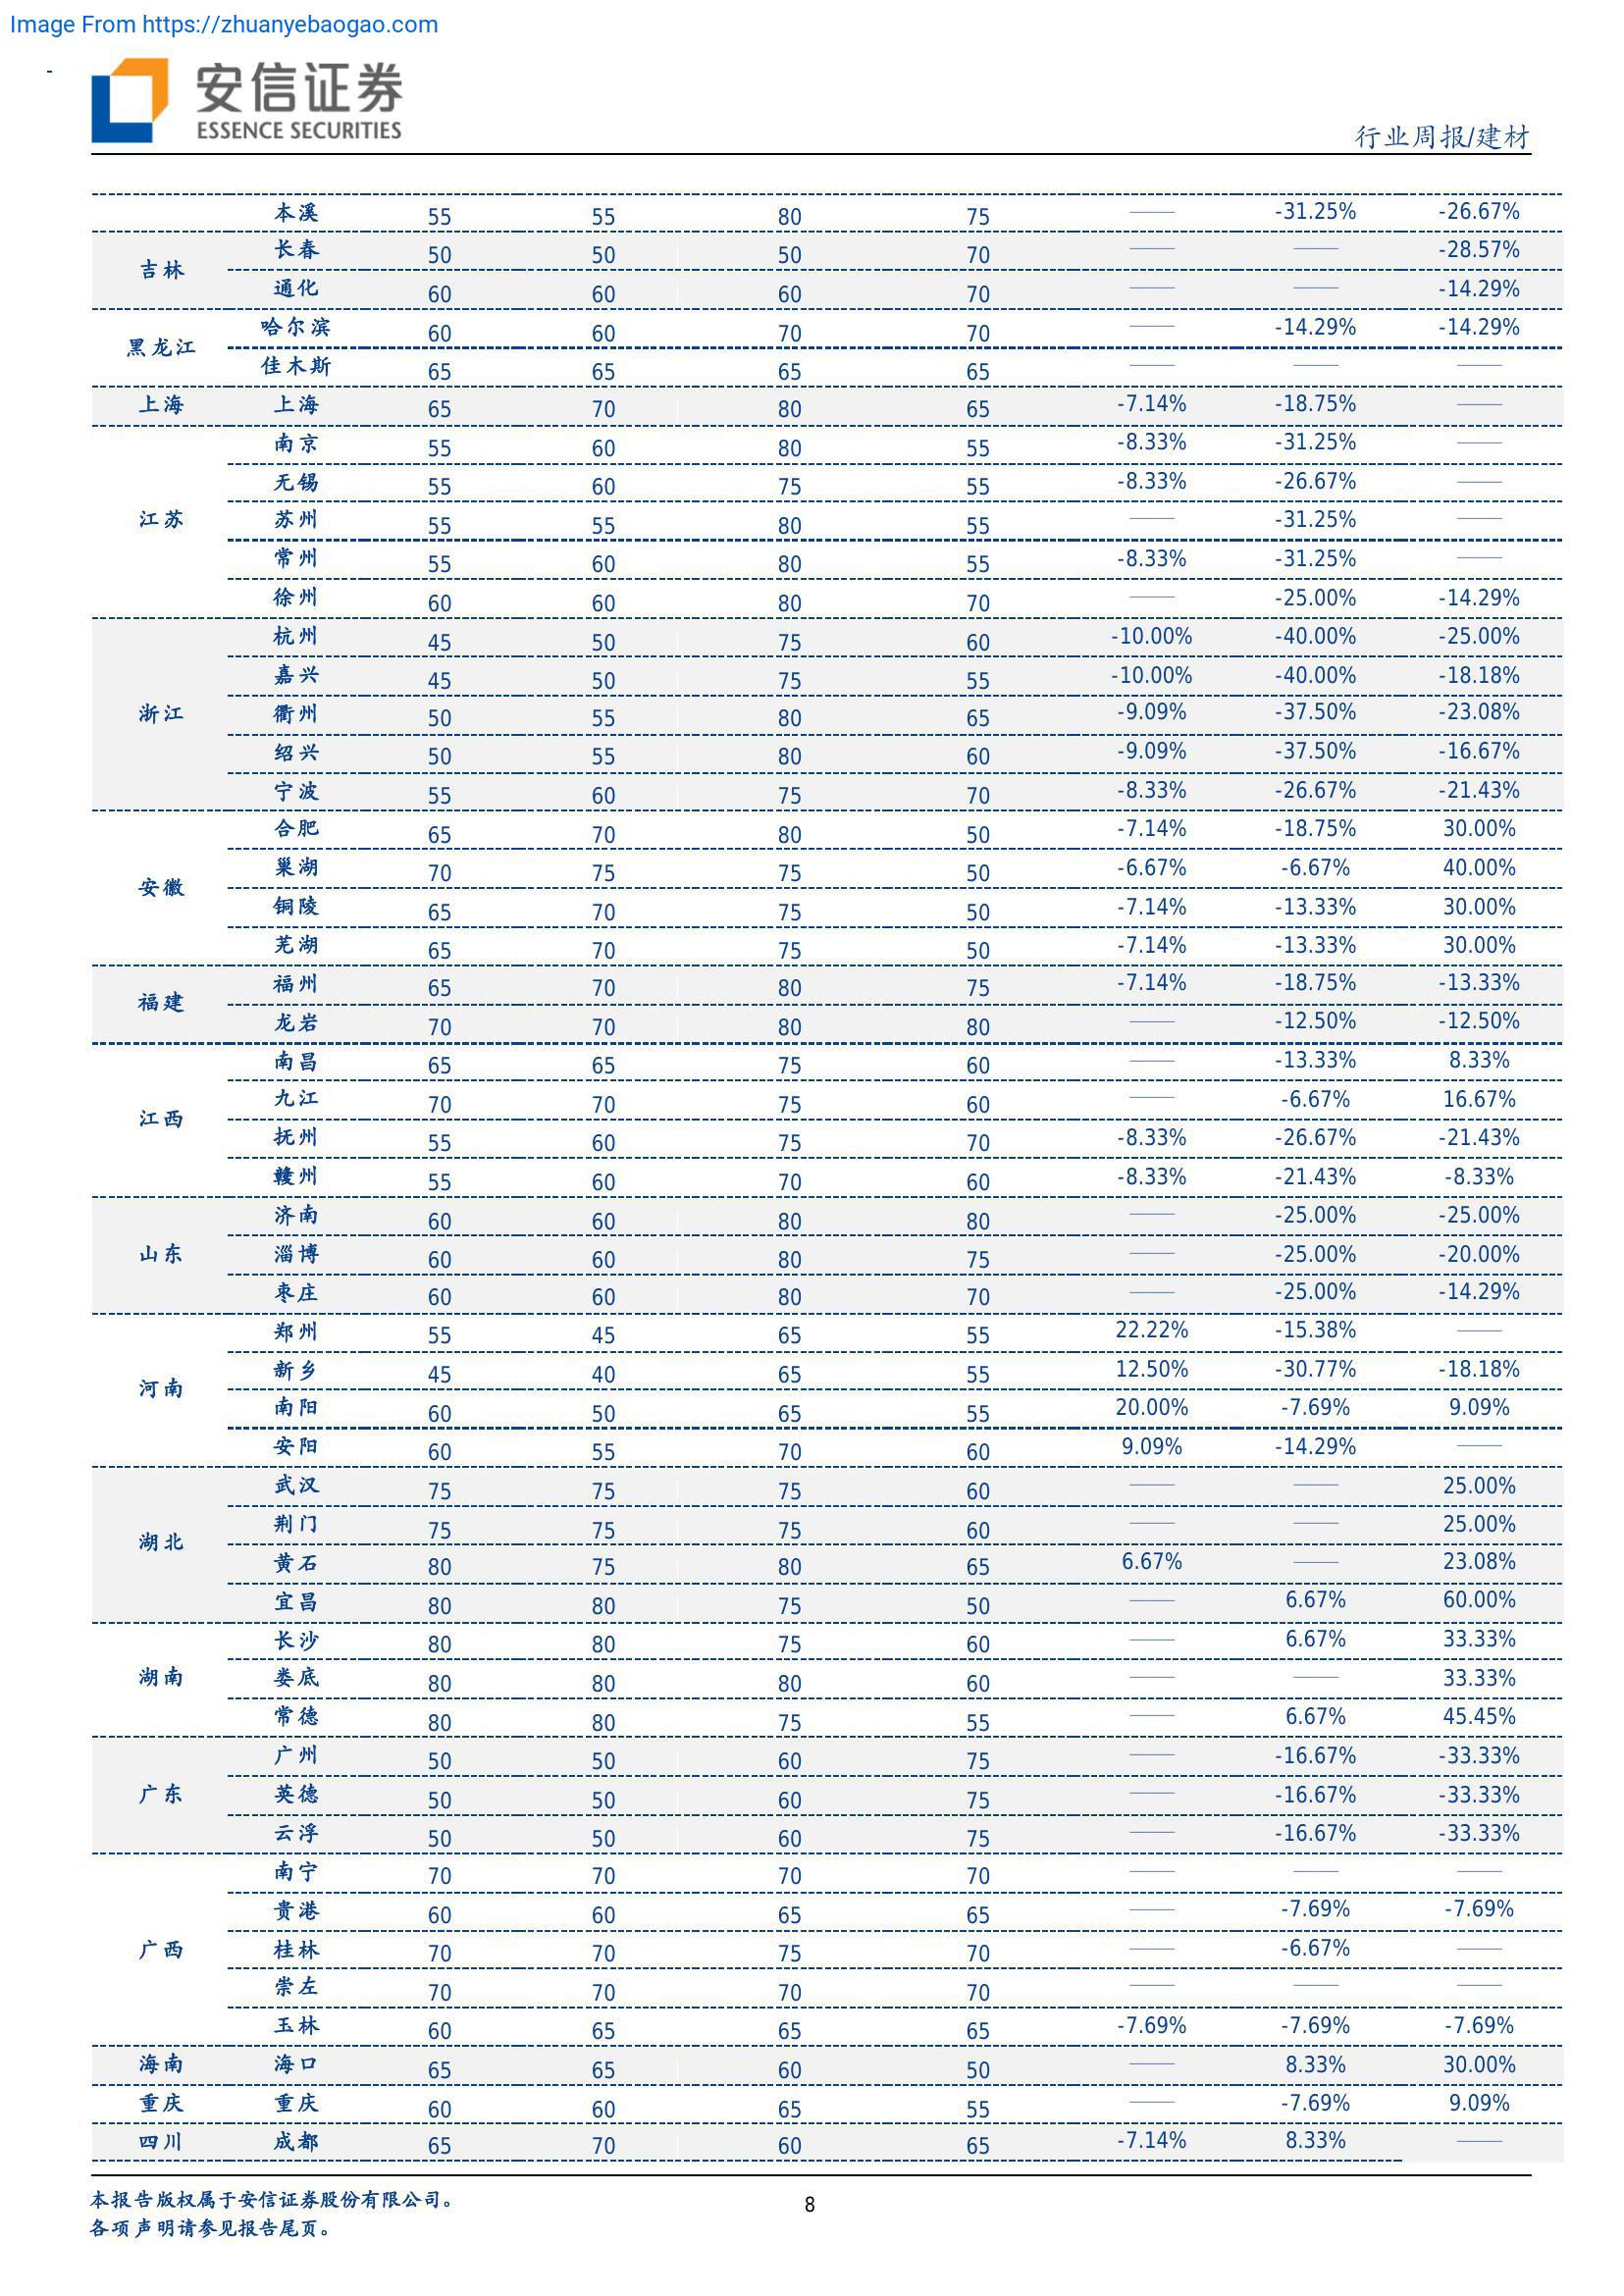 Image From https://zhuanyebaogao.com
-
安信证券
ESSENCE SECURITIES
行业周报/建材
本溪 55 55 80 75 —— -31.25% -26.67%
吉林 长春 50 50 50 70 —— —— -28.57%
通化 60 60 60 70 —— —— -14.29%
黑龙江 哈尔滨 60 60 70 70 —— -14.29% -14.29%
佳木斯 65 65 65 65 —— —— ——
上海 上海 65 70 80 65 -7.14% -18.75% ——
江苏 南京 55 60 80 55 -8.33% -31.25% ——
无锡 55 60 75 55 -8.33% -26.67% ——
苏州 55 55 80 55 —— -31.25% ——
常州 55 60 80 55 -8.33% -31.25% ——
徐州 60 60 80 70 —— -25.00% -14.29%
浙江 杭州 45 50 75 60 -10.00% -40.00% -25.00%
嘉兴 45 50 75 55 -10.00% -40.00% -18.18%
衢州 50 55 80 65 -9.09% -37.50% -23.08%
绍兴 50 55 80 60 -9.09% -37.50% -16.67%
宁波 55 60 75 70 -8.33% -26.67% -21.43%
安徽 合肥 65 70 80 50 -7.14% -18.75% 30.00%
巢湖 70 75 75 50 -6.67% -6.67% 40.00%
铜陵 65 70 75 50 -7.14% -13.33% 30.00%
芜湖 65 70 75 50 -7.14% -13.33% 30.00%
福建 福州 65 70 80 75 -7.14% -18.75% -13.33%
龙岩 70 70 80 80 —— -12.50% -12.50%
江西 南昌 65 65 75 60 —— -13.33% 8.33%
九江 70 70 75 60 —— -6.67% 16.67%
抚州 55 60 75 70 -8.33% -26.67% -21.43%
赣州 55 60 70 60 -8.33% -21.43% -8.33%
山东 济南 60 60 80 80 —— -25.00% -25.00%
淄博 60 60 80 75 —— -25.00% -20.00%
枣庄 60 60 80 70 —— -25.00% -14.29%
河南 郑州 55 45 65 55 22.22% -15.38% ——
新乡 45 40 65 55 12.50% -30.77% -18.18%
南阳 60 50 65 55 20.00% -7.69% 9.09%
安阳 60 55 70 60 9.09% -14.29% ——
湖北 武汉 75 75 75 60 —— —— 25.00%
荆门 75 75 75 60 —— —— 25.00%
黄石 80 75 80 65 6.67% —— 23.08%
宜昌 80 80 75 50 —— 6.67% 60.00%
湖南 长沙 80 80 75 60 —— 6.67% 33.33%
娄底 80 80 80 60 —— —— 33.33%
常德 80 80 75 55 —— 6.67% 45.45%
广东 广州 50 50 60 75 —— -16.67% -33.33%
英德 50 50 60 75 —— -16.67% -33.33%
云浮 50 50 60 75 —— -16.67% -33.33%
广西 南宁 70 70 70 70 —— —— ——
贵港 60 60 65 65 —— -7.69% -7.69%
桂林 70 70 75 70 —— -6.67% ——
崇左 70 70 70 70 —— —— ——
玉林 60 65 65 65 -7.69% -7.69% -7.69%
海南 海口 65 65 60 50 —— 8.33% 30.00%
重庆 重庆 60 60 65 55 —— -7.69% 9.09%
四川 成都 65 70 60 65 -7.14% 8.33% ——
本报告版权属于安信证券股份有限公司。
各项声明请参见报告尾页。
8